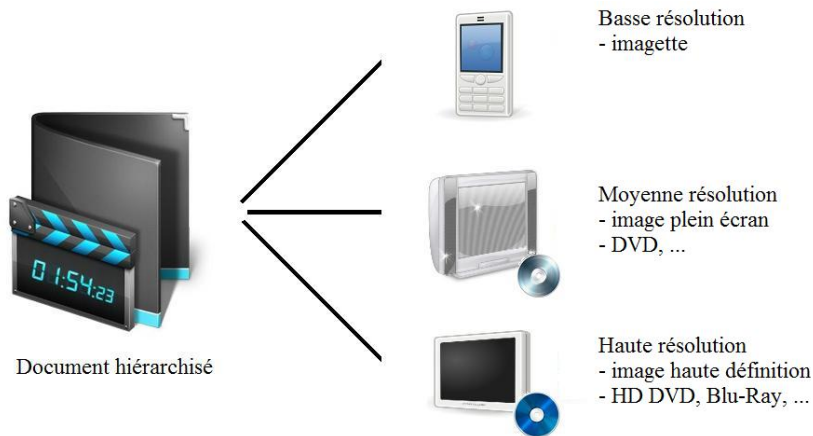 Basse résolution
- imagette
01:54:23
Moyenne résolution
- image plein écran
- DVD, ...
Document hiérarchisé
Haute résolution
- image haute définition
- HD DVD, Blu-Ray, ...